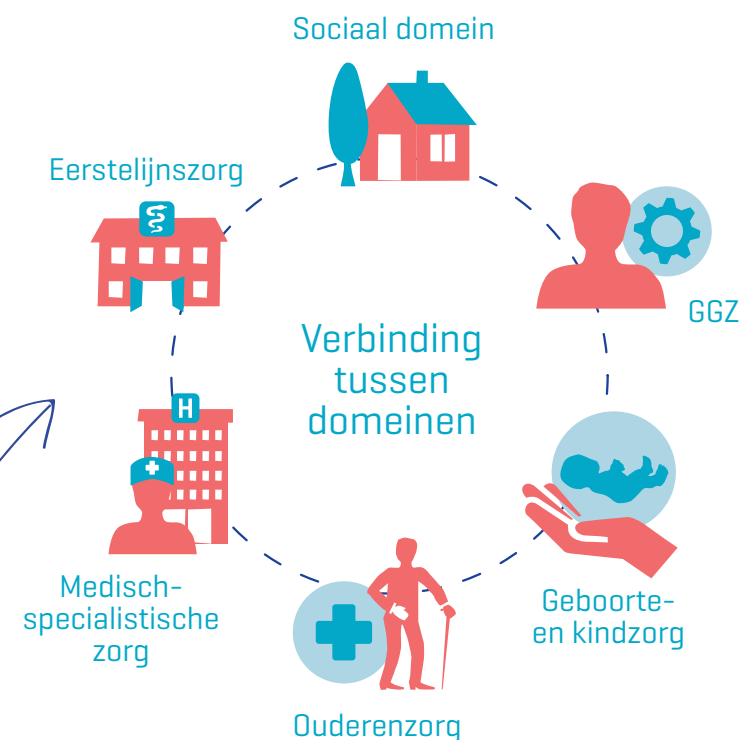 Sociaal domein
Eerstelijnszorg
GGZ
Verbinding
tussen
domeinen
H
Medisch-
specialistische
zorg
Geboorte-
en kindzorg
Ouderenzorg